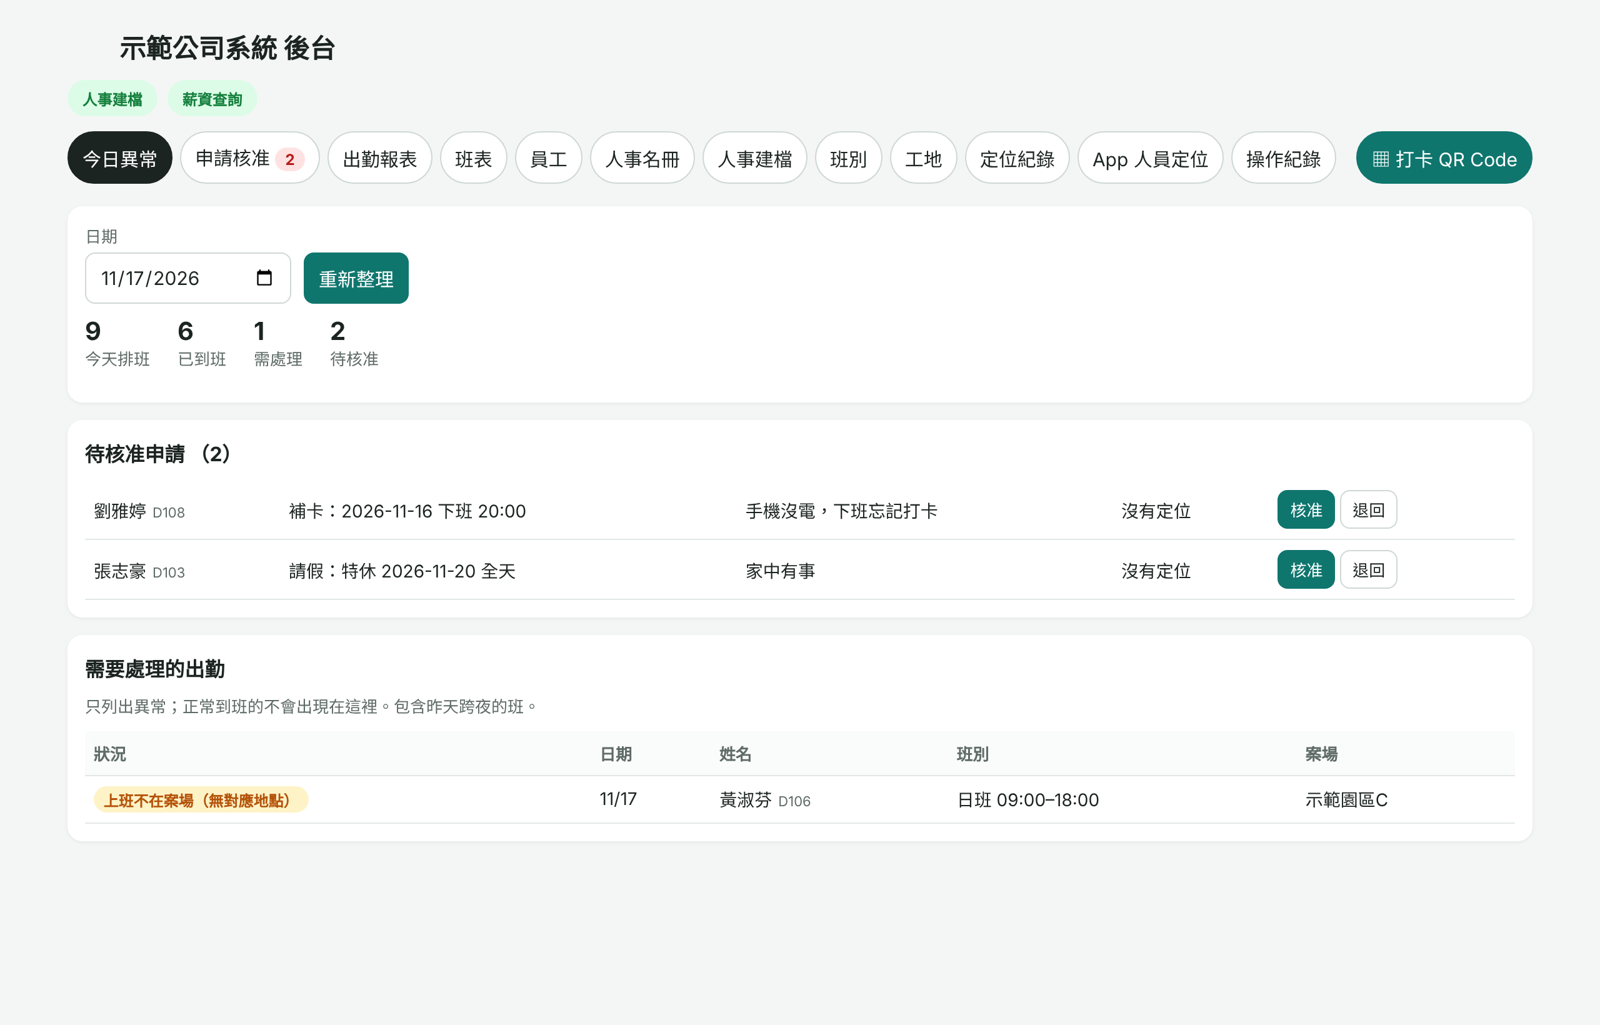 示範公司系統 後台
人事建檔 薪資查詢
今日異常 申請核准 2 出勤報表 班表 員工 人事名冊 人事建檔 班別 工地 定位紀錄 App 人員定位 操作紀錄 ▦ 打卡 QR Code
日期
11/17/2026 重新整理
9 6 1 2
今天排班 已到班 需處理 待核准
待核准申請 （2）
劉雅婷 D108 補卡：2026-11-16 下班 20:00 手機沒電，下班忘記打卡 沒有定位 核准 退回
張志豪 D103 請假：特休 2026-11-20 全天 家中有事 沒有定位 核准 退回
需要處理的出勤
只列出異常；正常到班的不會出現在這裡。包含昨天跨夜的班。
狀況 日期 姓名 班別 案場
上班不在案場（無對應地點） 11/17 黃淑芬 D106 日班 09:00–18:00 示範園區C